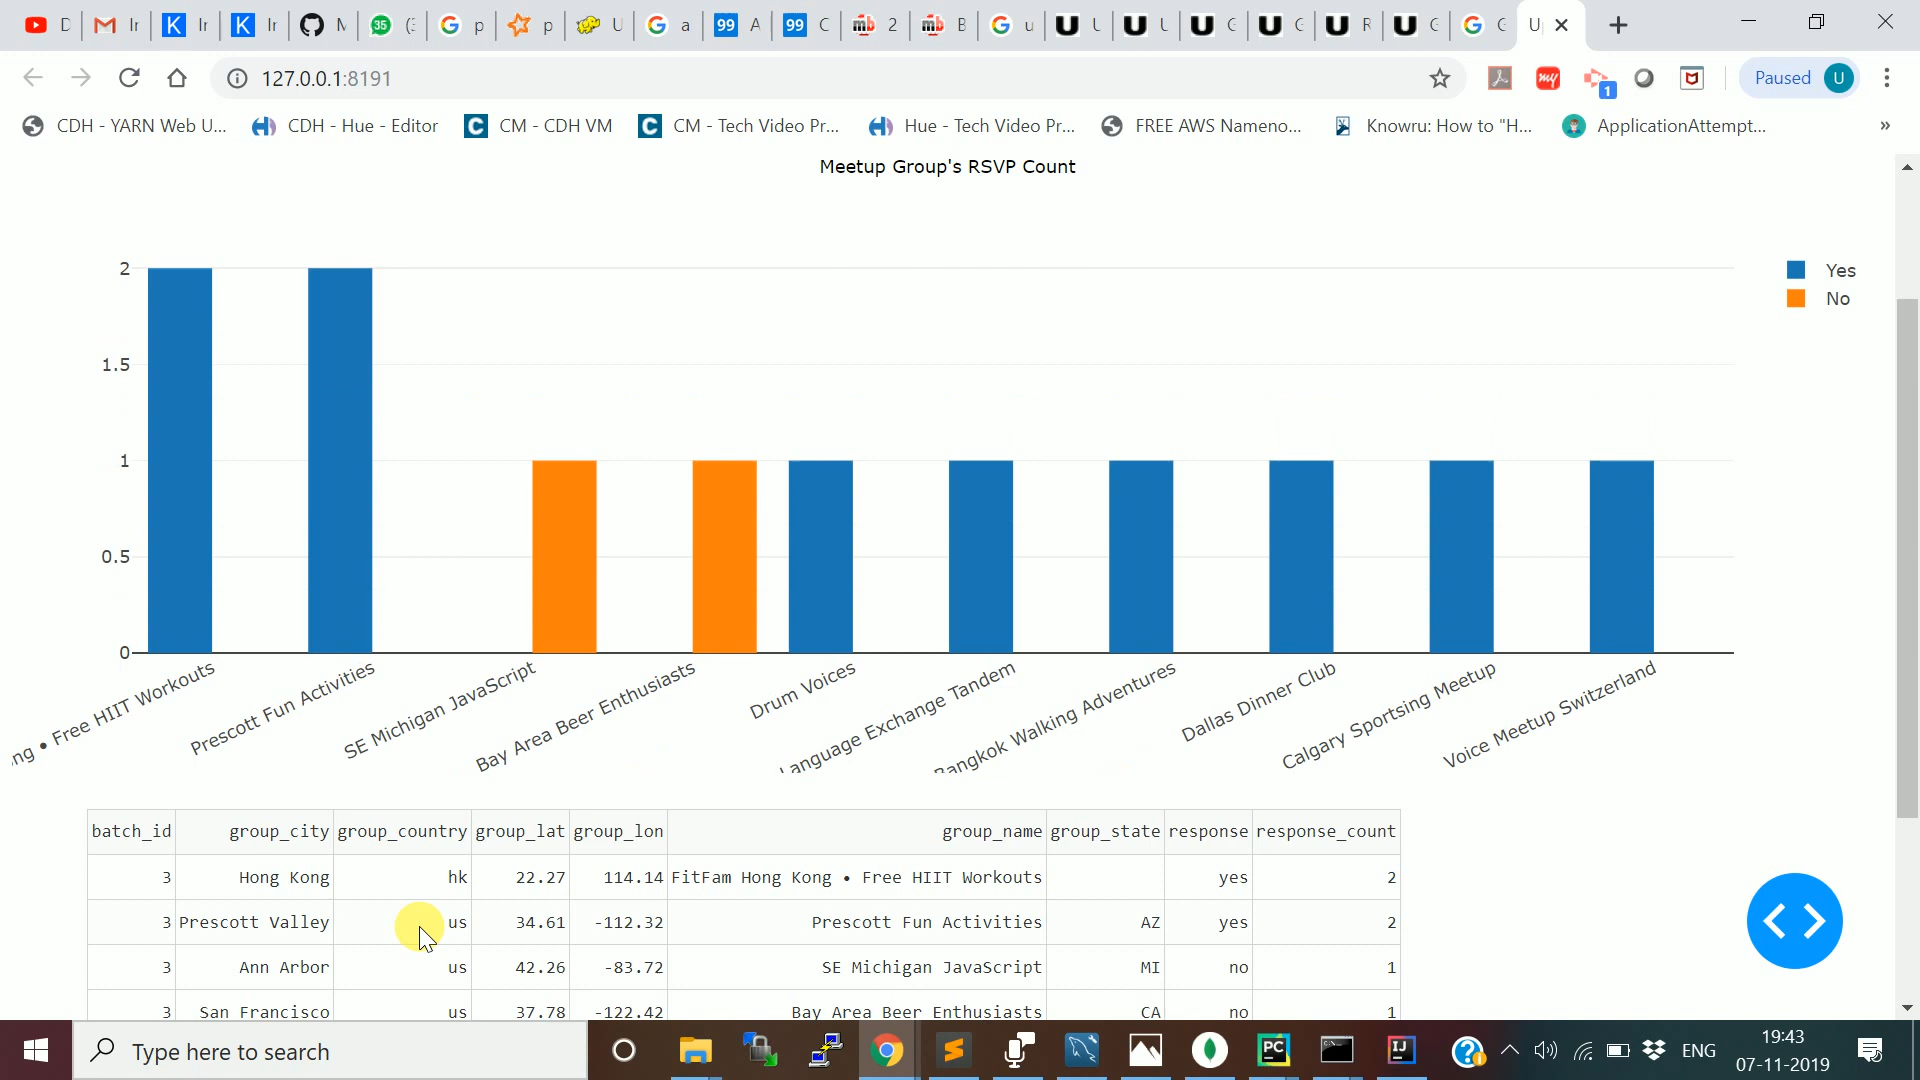 D Ir Ir Ir M (: p p U a A C 2 B u U U G G R G G U
127.0.0.1:8191 1 Paused U
CDH - YARN Web U... CDH - Hue - Editor CM - CDH VM CM - Tech Video Pr... Hue - Tech Video Pr... FREE AWS Nameno... Knowru: How to "H... ApplicationAttempt... »
Meetup Group's RSVP Count
2
1.5
1
0.5
0
Yes
No
ng • Free HIIT Workouts
Prescott Fun Activities
SE Michigan JavaScript
Bay Area Beer Enthusiasts
Drum Voices
Language Exchange Tandem
Bangkok Walking Adventures
Dallas Dinner Club
Calgary Sportsing Meetup
Voice Meetup Switzerland
batch_id group_city group_country group_lat group_lon group_name group_state response response_count
3 Hong Kong hk 22.27 114.14 FitFam Hong Kong • Free HIIT Workouts yes 2
3 Prescott Valley us 34.61 -112.32 Prescott Fun Activities AZ yes 2
3 Ann Arbor us 42.26 -83.72 SE Michigan JavaScript MI no 1
3 San Francisco us 37.78 -122.42 Bay Area Beer Enthusiasts CA no 1
Type here to search
ENG
19:43
07-11-2019